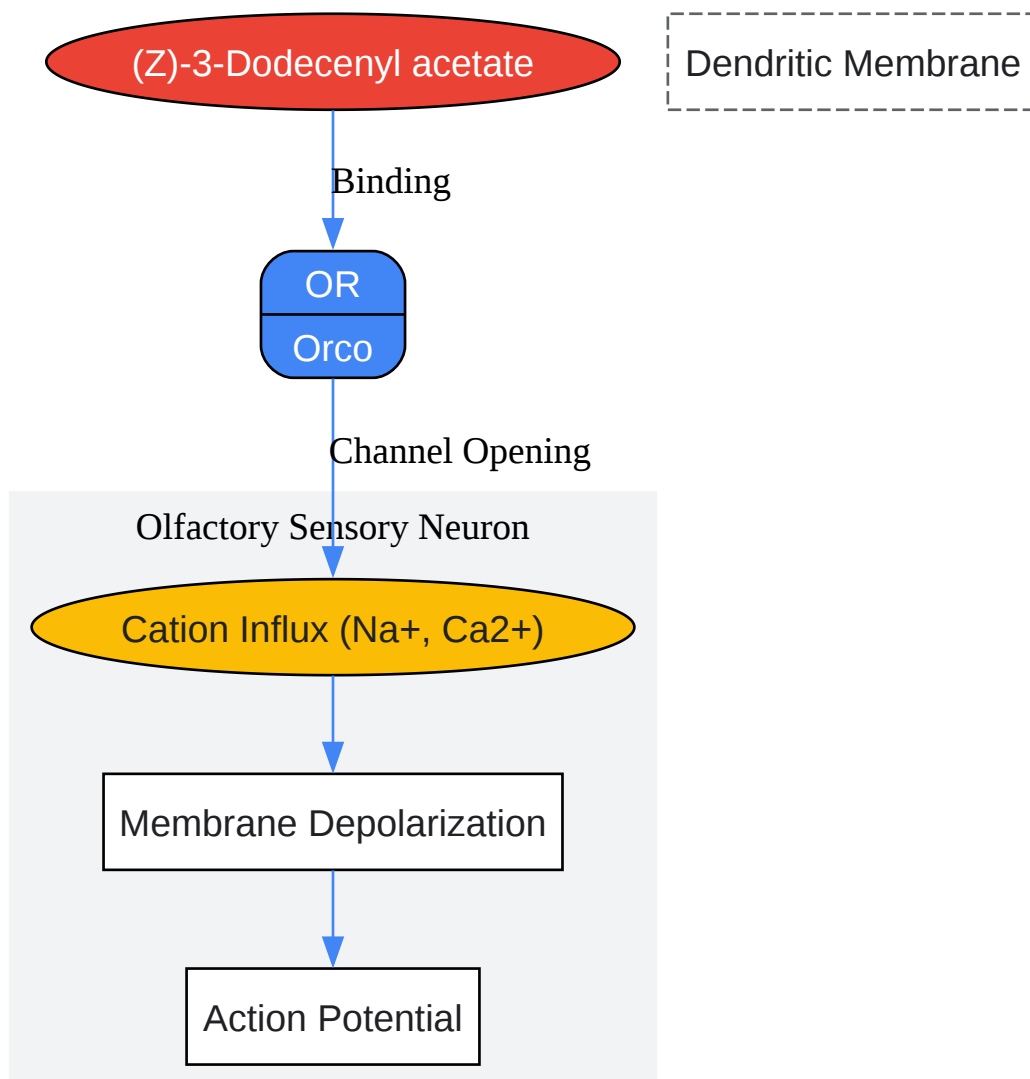 (Z)-3-Dodecenyl acetate
Dendritic Membrane
Binding
OR
Orco
Channel Opening
Olfactory Sensory Neuron
Cation Influx (Na+, Ca2+)
Membrane Depolarization
Action Potential